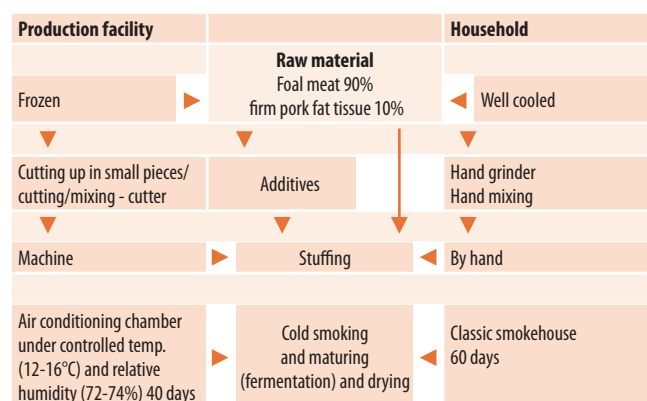 Production facility
Household
Raw material
Foal meat 90%
firm pork fat tissue 10%
Frozen
Well cooled
Cutting up in small pieces/
cutting/mixing - cutter
Additives
Hand grinder
Hand mixing
Machine
Stuffing
By hand
Air conditioning chamber
under controlled temp.
(12-16°C) and relative
humidity (72-74%) 40 days
Cold smoking
and maturing
(fermentation) and drying
Classic smokehouse
60 days